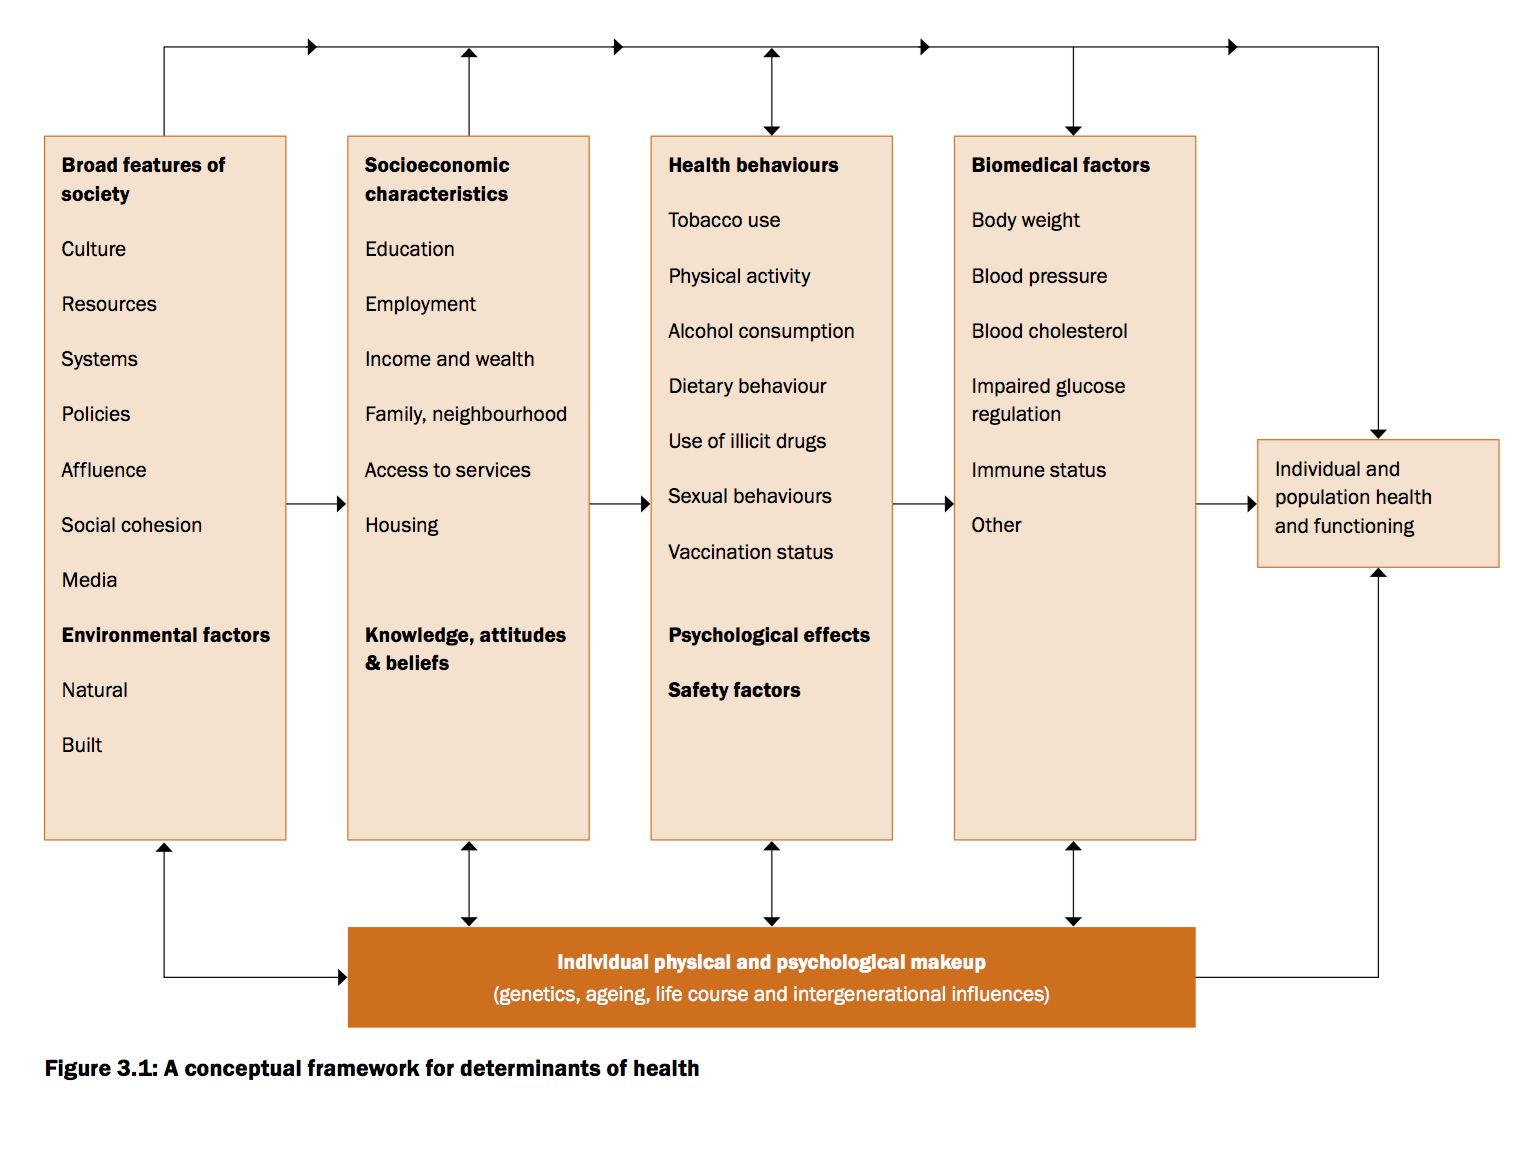 Broad features of
society
Culture
Resources
Systems
Policies
Affluence
Social cohesion
Media
Environmental factors
Natural
Built
Socioeconomic
characteristics
Education
Employment
Income and wealth
Family, neighbourhood
Access to services
Housing
Knowledge, attitudes
& beliefs
Health behaviours
Tobacco use
Physical activity
Alcohol consumption
Dietary behaviour
Use of illicit drugs
Sexual behaviours
Vaccination status
Psychological effects
Safety factors
Biomedical factors
Body weight
Blood pressure
Blood cholesterol
Impaired glucose
regulation
Immune status
Other
Individual and
population health
and functioning
Individual physical and psychological makeup
(genetics, ageing, life course and intergenerational influences)
Figure 3.1: A conceptual framework for determinants of health